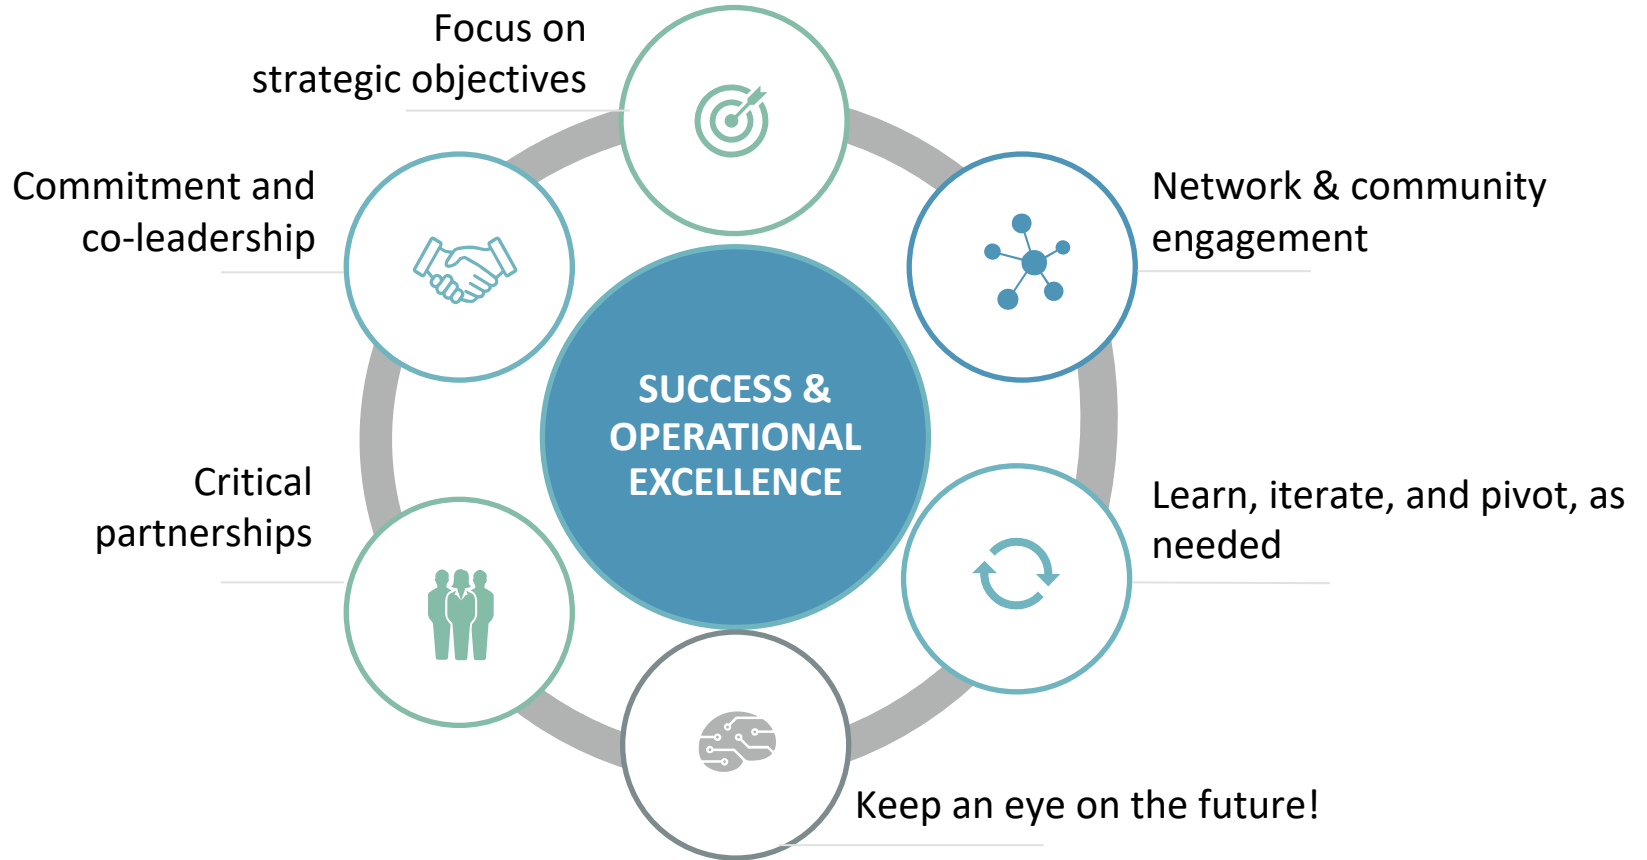 Focus on
strategic objectives
Commitment and
co-leadership
Network & community
engagement
SUCCESS &
OPERATIONAL
EXCELLENCE
Critical
partnerships
Learn, iterate, and pivot, as
needed
Keep an eye on the future!